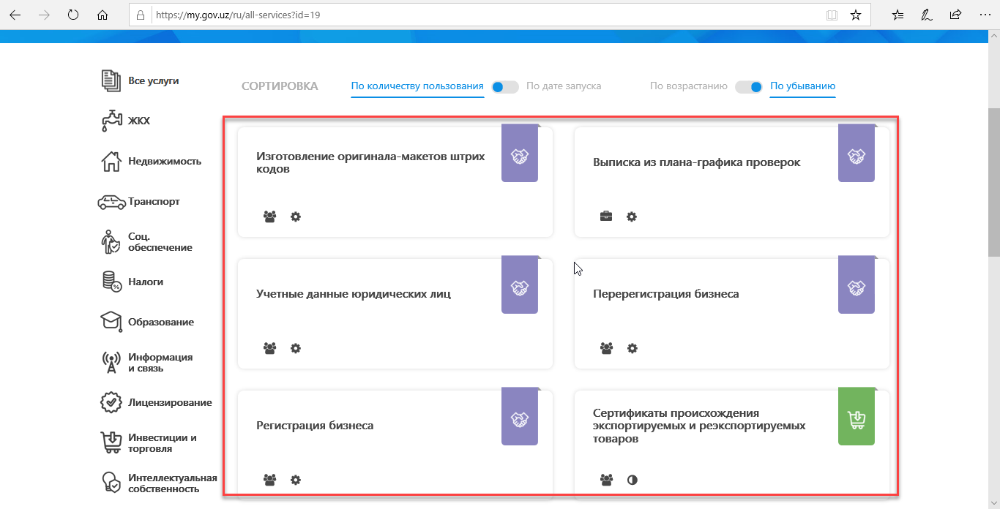 https://my.gov.uz/ru/all-services?id=19
Все услуги
ЖКХ
Недвижимость
Транспорт
Соц.
обеспечение
Налоги
Образование
Информация
и связь
Лицензирование
Инвестиции и
торговля
Интеллектуальная
собственность
СОРТИРОВКА
По количеству пользования
По дате запуска
По возрастанию
По убыванию
Изготовление оригинала-макетов штрих
кодов
Выписка из плана-графика проверок
Учетные данные юридических лиц
Перерегистрация бизнеса
Регистрация бизнеса
Сертификаты происхождения
экспортируемых и реэкспортируемых
товаров